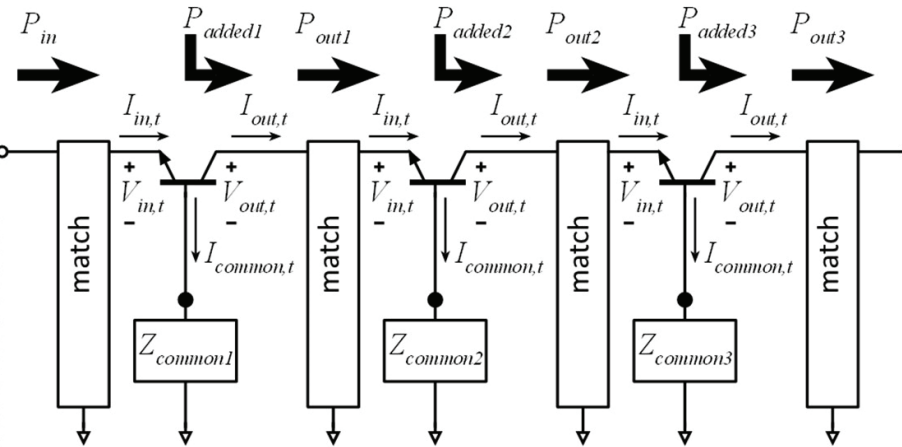 P_in P_added1 P_out1 P_added2 P_out2 P_added3 P_out3
I_in,t I_out,t I_in,t I_out,t I_in,t I_out,t
+ + + + + +
V_in,t V_out,t V_in,t V_out,t V_in,t V_out,t
- - - - - -
match match match match
I_common,t I_common,t I_common,t
Z_common1 Z_common2 Z_common3